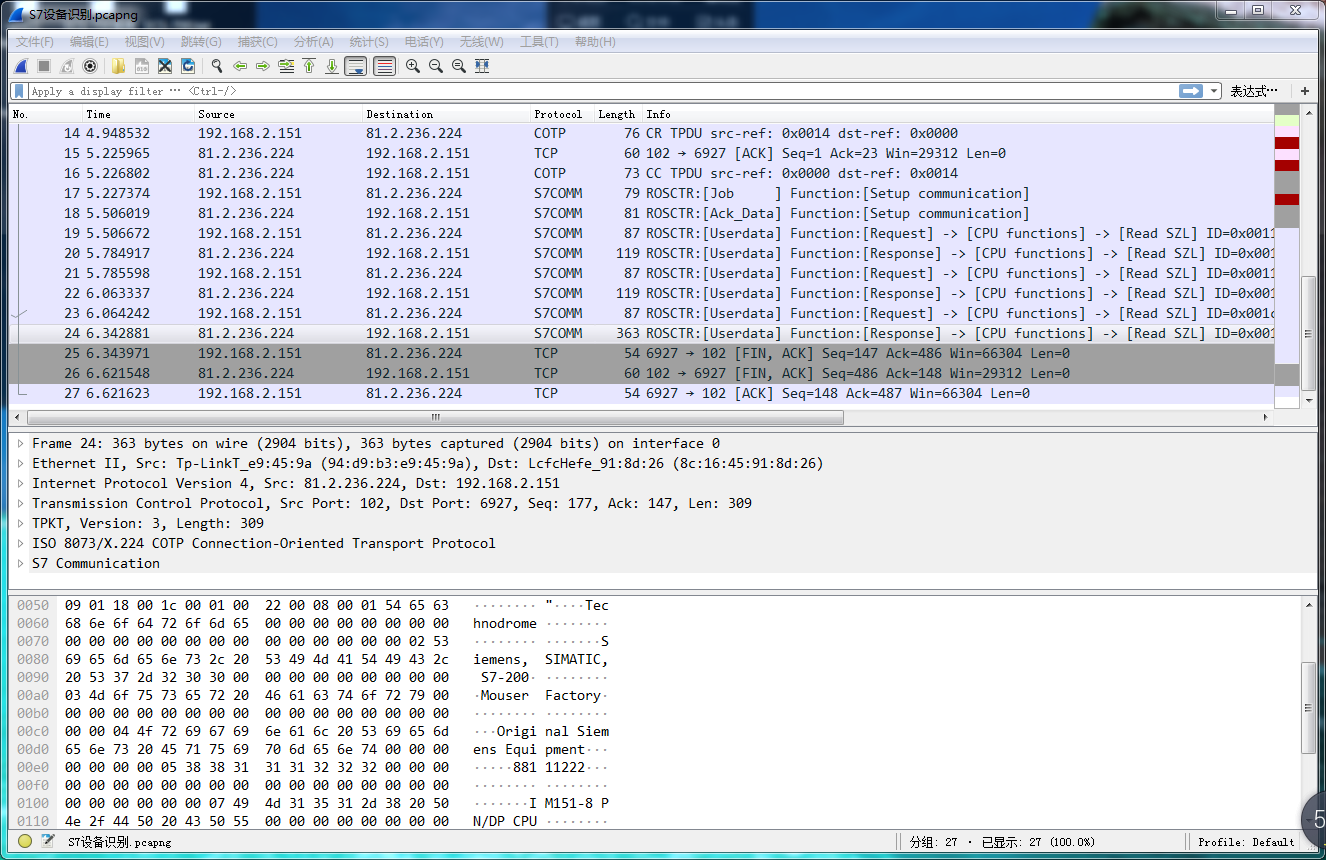 S7设备识别.pcapng
文件(F) 编辑(E) 视图(V) 跳转(G) 捕获(C) 分析(A) 统计(S) 电话(Y) 无线(W) 工具(T) 帮助(H)
Apply a display filter … <Ctrl-/> 表达式… +
No. Time Source Destination Protocol Length Info
14 4.948532 192.168.2.151 81.2.236.224 COTP 76 CR TPDU src-ref: 0x0014 dst-ref: 0x0000
15 5.225965 81.2.236.224 192.168.2.151 TCP 60 102 → 6927 [ACK] Seq=1 Ack=23 Win=29312 Len=0
16 5.226802 81.2.236.224 192.168.2.151 COTP 73 CC TPDU src-ref: 0x0000 dst-ref: 0x0014
17 5.227374 192.168.2.151 81.2.236.224 S7COMM 79 ROSCTR:[Job     ] Function:[Setup communication]
18 5.506019 81.2.236.224 192.168.2.151 S7COMM 81 ROSCTR:[Ack_Data] Function:[Setup communication]
19 5.506672 192.168.2.151 81.2.236.224 S7COMM 87 ROSCTR:[Userdata] Function:[Request] -> [CPU functions] -> [Read SZL] ID=0x0011
20 5.784917 81.2.236.224 192.168.2.151 S7COMM 119 ROSCTR:[Userdata] Function:[Response] -> [CPU functions] -> [Read SZL] ID=0x001
21 5.785598 192.168.2.151 81.2.236.224 S7COMM 87 ROSCTR:[Userdata] Function:[Request] -> [CPU functions] -> [Read SZL] ID=0x0011
22 6.063337 81.2.236.224 192.168.2.151 S7COMM 119 ROSCTR:[Userdata] Function:[Response] -> [CPU functions] -> [Read SZL] ID=0x001
23 6.064242 192.168.2.151 81.2.236.224 S7COMM 87 ROSCTR:[Userdata] Function:[Request] -> [CPU functions] -> [Read SZL] ID=0x001c
24 6.342881 81.2.236.224 192.168.2.151 S7COMM 363 ROSCTR:[Userdata] Function:[Response] -> [CPU functions] -> [Read SZL] ID=0x001
25 6.343971 192.168.2.151 81.2.236.224 TCP 54 6927 → 102 [FIN, ACK] Seq=147 Ack=486 Win=66304 Len=0
26 6.621548 81.2.236.224 192.168.2.151 TCP 60 102 → 6927 [FIN, ACK] Seq=486 Ack=148 Win=29312 Len=0
27 6.621623 192.168.2.151 81.2.236.224 TCP 54 6927 → 102 [ACK] Seq=148 Ack=487 Win=66304 Len=0
Frame 24: 363 bytes on wire (2904 bits), 363 bytes captured (2904 bits) on interface 0
Ethernet II, Src: Tp-LinkT_e9:45:9a (94:d9:b3:e9:45:9a), Dst: LcfcHefe_91:8d:26 (8c:16:45:91:8d:26)
Internet Protocol Version 4, Src: 81.2.236.224, Dst: 192.168.2.151
Transmission Control Protocol, Src Port: 102, Dst Port: 6927, Seq: 177, Ack: 147, Len: 309
TPKT, Version: 3, Length: 309
ISO 8073/X.224 COTP Connection-Oriented Transport Protocol
S7 Communication
0050 09 01 18 00 1c 00 01 00 22 00 08 00 01 54 65 63 ········ "····Tec
0060 68 6e 6f 64 72 6f 6d 65 00 00 00 00 00 00 00 00 hnodrome ········
0070 00 00 00 00 00 00 00 00 00 00 00 00 00 00 02 53 ········ ·······S
0080 69 65 6d 65 6e 73 2c 20 53 49 4d 41 54 49 43 2c iemens, SIMATIC,
0090 20 53 37 2d 32 30 30 00 00 00 00 00 00 00 00 00 S7-200· ········
00a0 03 4d 6f 75 73 65 72 20 46 61 63 74 6f 72 79 00 ·Mouser Factory·
00b0 00 00 00 00 00 00 00 00 00 00 00 00 00 00 00 00 ········ ········
00c0 00 00 04 4f 72 69 67 69 6e 61 6c 20 53 69 65 6d ···Origi nal Siem
00d0 65 6e 73 20 45 71 75 69 70 6d 65 6e 74 00 00 00 ens Equi pment···
00e0 00 00 00 00 05 38 38 31 31 31 32 32 32 00 00 00 ·····881 11222···
00f0 00 00 00 00 00 00 00 00 00 00 00 00 00 00 00 00 ········ ········
0100 00 00 00 00 00 00 07 49 4d 31 35 31 2d 38 20 50 ·······I M151-8 P
0110 4e 2f 44 50 20 43 50 55 00 00 00 00 00 00 00 00 N/DP CPU ········
5
S7设备识别.pcapng 分组: 27 · 已显示: 27 (100.0%) Profile: Default